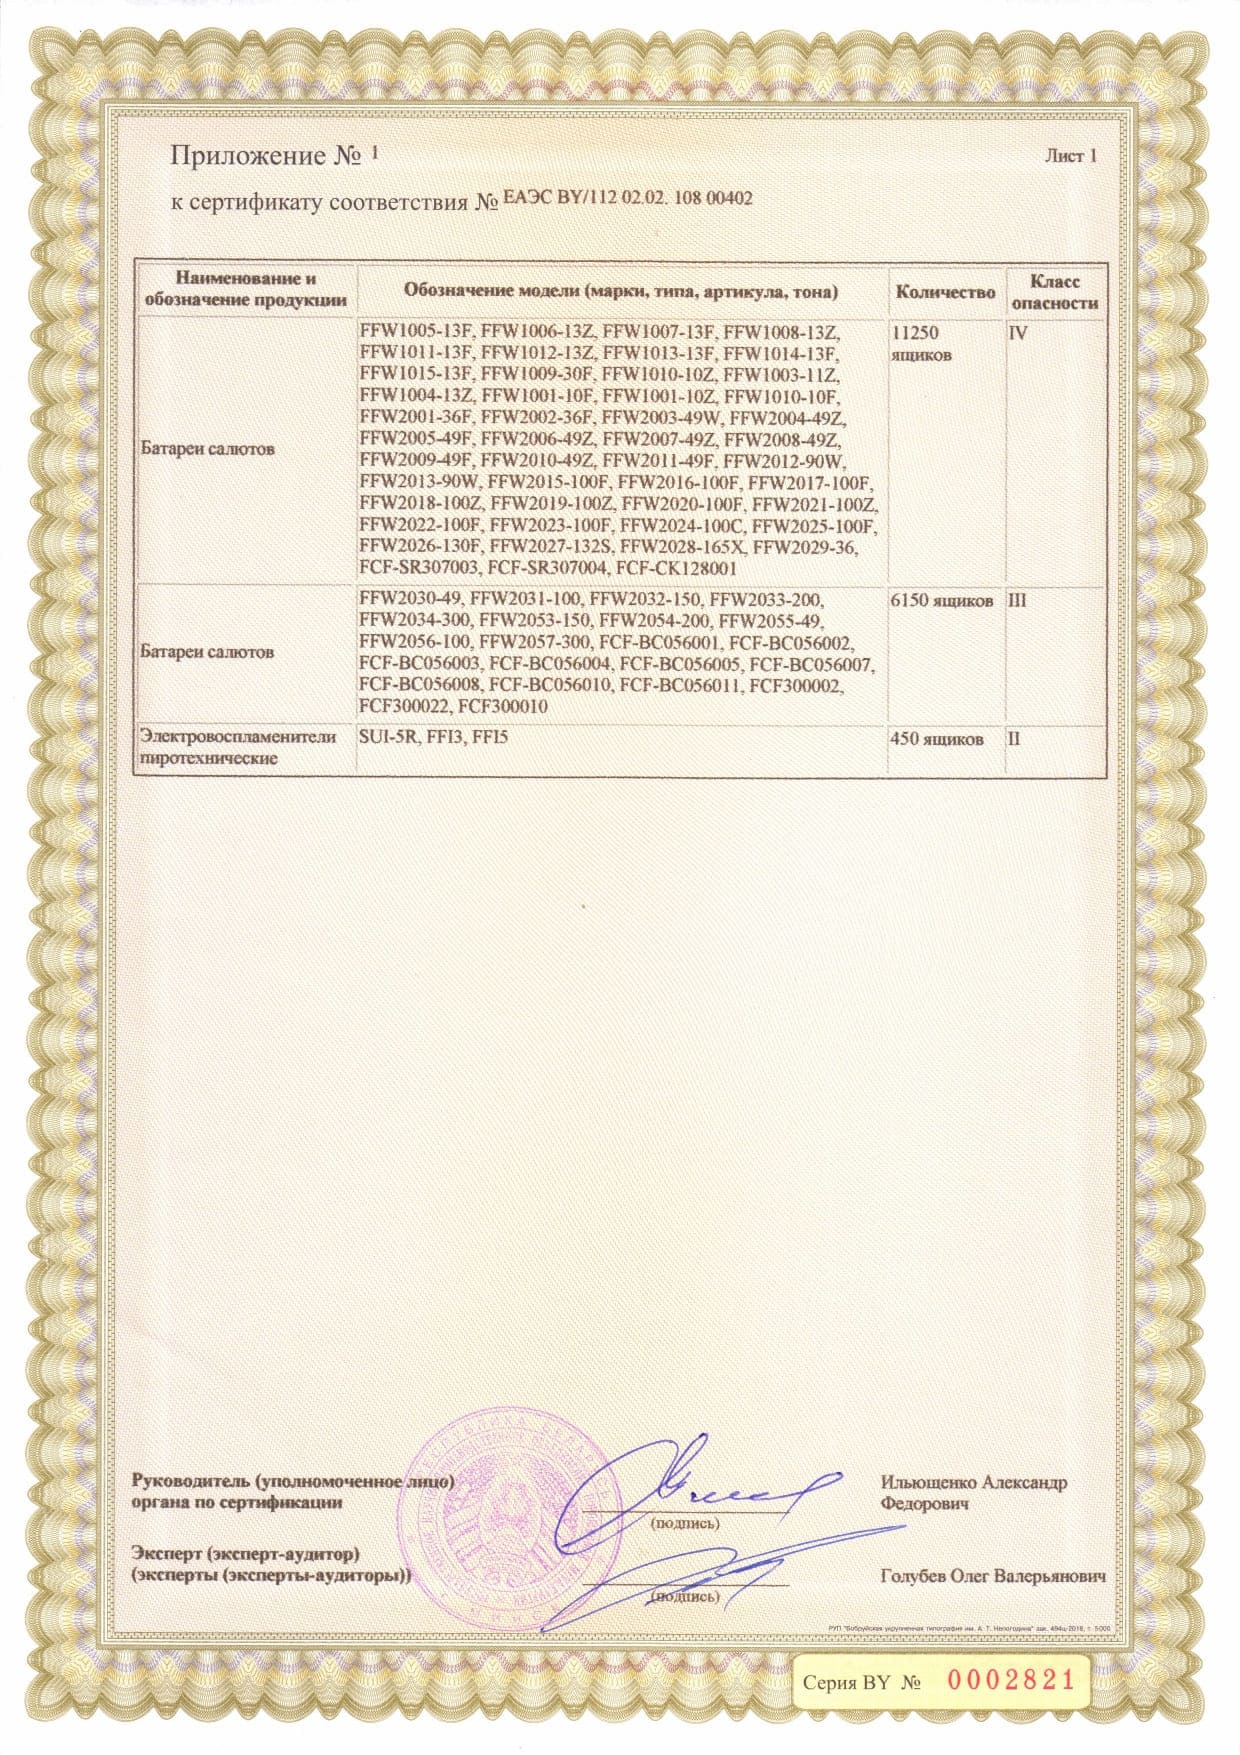 Приложение № 1
Лист 1
к сертификату соответствия № ЕАЭС BY/112 02.02. 108 00402
Наименование и обозначение продукции
Обозначение модели (марки, типа, артикула, тона)
Количество
Класс опасности
Батареи салютов
FFW1005-13F, FFW1006-13Z, FFW1007-13F, FFW1008-13Z,
FFW1011-13F, FFW1012-13Z, FFW1013-13F, FFW1014-13F,
FFW1015-13F, FFW1009-30F, FFW1010-10Z, FFW1003-11Z,
FFW1004-13Z, FFW1001-10F, FFW1001-10Z, FFW1010-10F,
FFW2001-36F, FFW2002-36F, FFW2003-49W, FFW2004-49Z,
FFW2005-49F, FFW2006-49Z, FFW2007-49Z, FFW2008-49Z,
FFW2009-49F, FFW2010-49Z, FFW2011-49F, FFW2012-90W,
FFW2013-90W, FFW2015-100F, FFW2016-100F, FFW2017-100F,
FFW2018-100Z, FFW2019-100Z, FFW2020-100F, FFW2021-100Z,
FFW2022-100F, FFW2023-100F, FFW2024-100C, FFW2025-100F,
FFW2026-130F, FFW2027-132S, FFW2028-165X, FFW2029-36,
FCF-SR307003, FCF-SR307004, FCF-CK128001
11250
ящиков
IV
Батареи салютов
FFW2030-49, FFW2031-100, FFW2032-150, FFW2033-200,
FFW2034-300, FFW2053-150, FFW2054-200, FFW2055-49,
FFW2056-100, FFW2057-300, FCF-BC056001, FCF-BC056002,
FCF-BC056003, FCF-BC056004, FCF-BC056005, FCF-BC056007,
FCF-BC056008, FCF-BC056010, FCF-BC056011, FCF300002,
FCF300022, FCF300010
6150 ящиков
III
Электровоспламенители
пиротехнические
SUI-5R, FFI3, FFI5
450 ящиков
II
Руководитель (уполномоченное лицо)
органа по сертификации
(подпись)
Ильющенко Александр
Федорович
Эксперт (эксперт-аудитор)
(эксперты (эксперты-аудиторы))
(подпись)
Голубев Олег Валерьянович
РУП "Бобруйская укрупненная типография им. А. Т. Непогодина" зак. 494ц-2018, т. 5000
Серия BY № 0002821